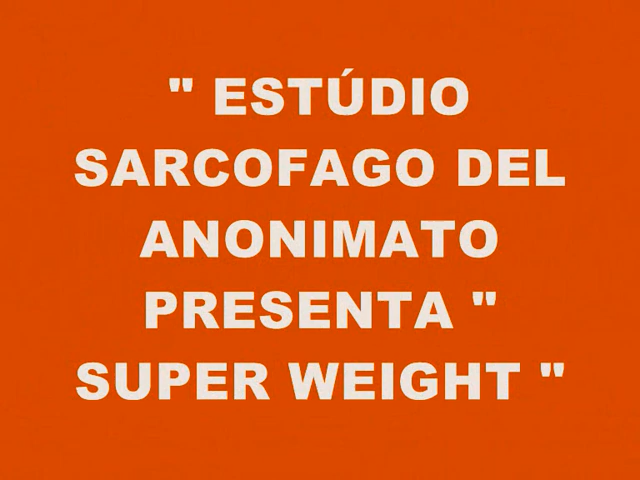 " ESTÚDIO
SARCOFAGO DEL
ANONIMATO
PRESENTA "
SUPER WEIGHT "